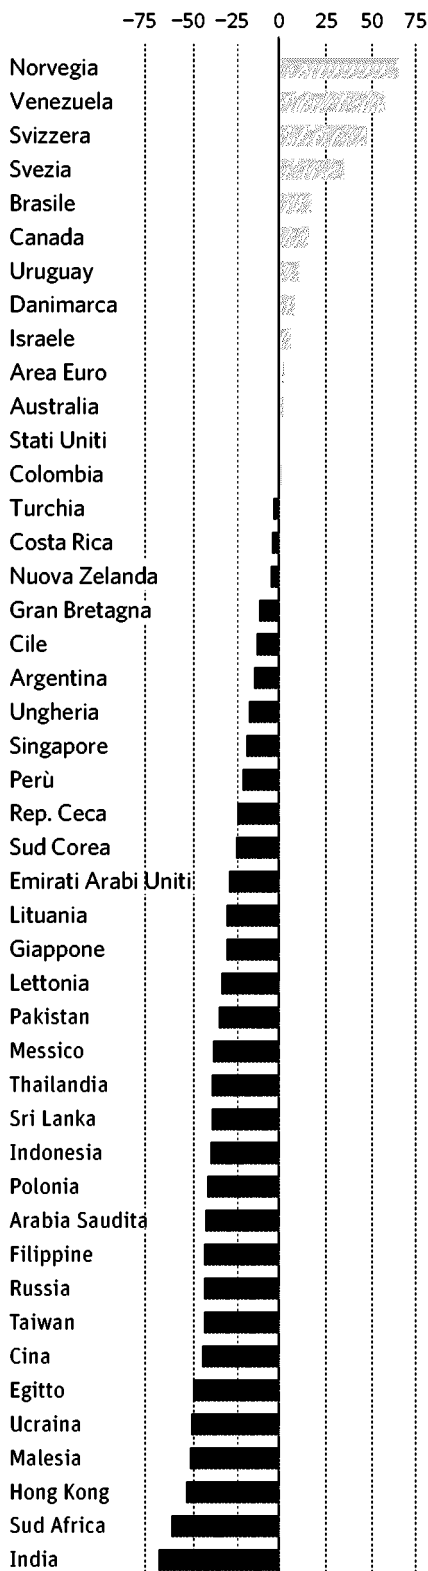 −75 −50 −25 0 25 50 75
Norvegia
Venezuela
Svizzera
Svezia
Brasile
Canada
Uruguay
Danimarca
Israele
Area Euro
Australia
Stati Uniti
Colombia
Turchia
Costa Rica
Nuova Zelanda
Gran Bretagna
Cile
Argentina
Ungheria
Singapore
Perù
Rep. Ceca
Sud Corea
Emirati Arabi Uniti
Lituania
Giappone
Lettonia
Pakistan
Messico
Thailandia
Sri Lanka
Indonesia
Polonia
Arabia Saudita
Filippine
Russia
Taiwan
Cina
Egitto
Ucraina
Malesia
Hong Kong
Sud Africa
India